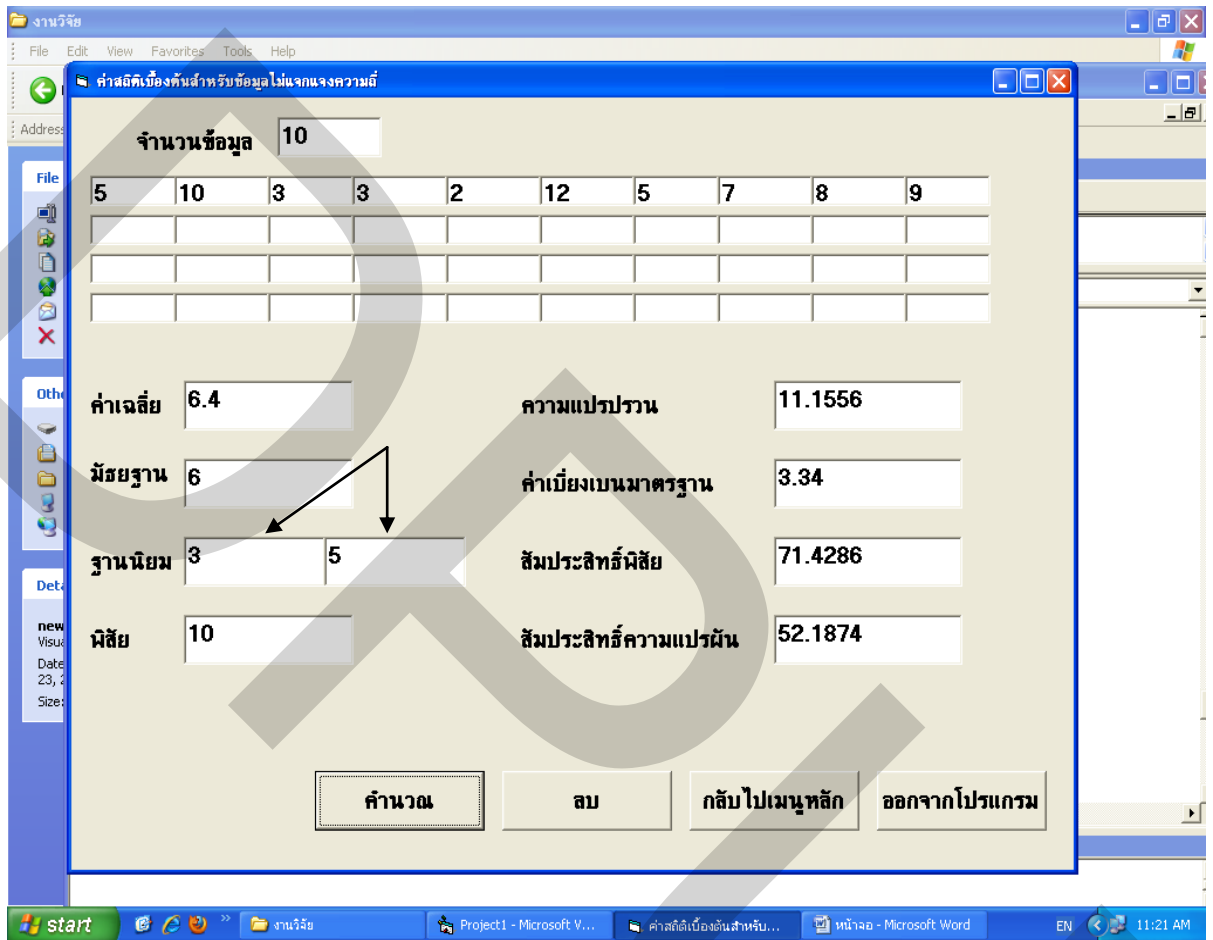 งานวิจัย
File Edit View Favorites Tools Help
ค่าสถิติเบื้องต้นสำหรับข้อมูลไม่แจกแจงความถี่
Address
จำนวนข้อมูล 10
File
5 10 3 3 2 12 5 7 8 9
Othe
ค่าเฉลี่ย 6.4 ความแปรปรวน 11.1556
มัธยฐาน 6 ค่าเบี่ยงเบนมาตรฐาน 3.34
ฐานนิยม 3 5 สัมประสิทธิ์พิสัย 71.4286
Deta
พิสัย 10 สัมประสิทธิ์ความแปรผัน 52.1874
new
Visua
Date
23, 2
Size:
คำนวณ ลบ กลับไปเมนูหลัก ออกจากโปรแกรม
start งานวิจัย Project1 - Microsoft V... ค่าสถิติเบื้องต้นสำหรับ... หน้าจอ - Microsoft Word EN 11:21 AM